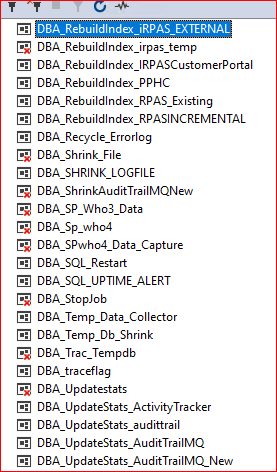 DBA_RebuildIndex_iRPAS_EXTERNAL
DBA_RebuildIndex_irpas_temp
DBA_RebuildIndex_IRPASCustomerPortal
DBA_RebuildIndex_PPHC
DBA_RebuildIndex_RPAS_Existing
DBA_RebuildIndex_RPASINCREMENTAL
DBA_Recycle_Errorlog
DBA_Shrink_File
DBA_SHRINK_LOGFILE
DBA_ShrinkAuditTrailMQNew
DBA_SP_Who3_Data
DBA_Sp_who4
DBA_SPwho4_Data_Capture
DBA_SQL_Restart
DBA_SQL_UPTIME_ALERT
DBA_StopJob
DBA_Temp_Data_Collector
DBA_Temp_Db_Shrink
DBA_Trac_Tempdb
DBA_traceflag
DBA_Updatestats
DBA_UpdateStats_ActivityTracker
DBA_UpdateStats_audittrail
DBA_UpdateStats_AuditTrailMQ
DBA_UpdateStats_AuditTrailMQ_New